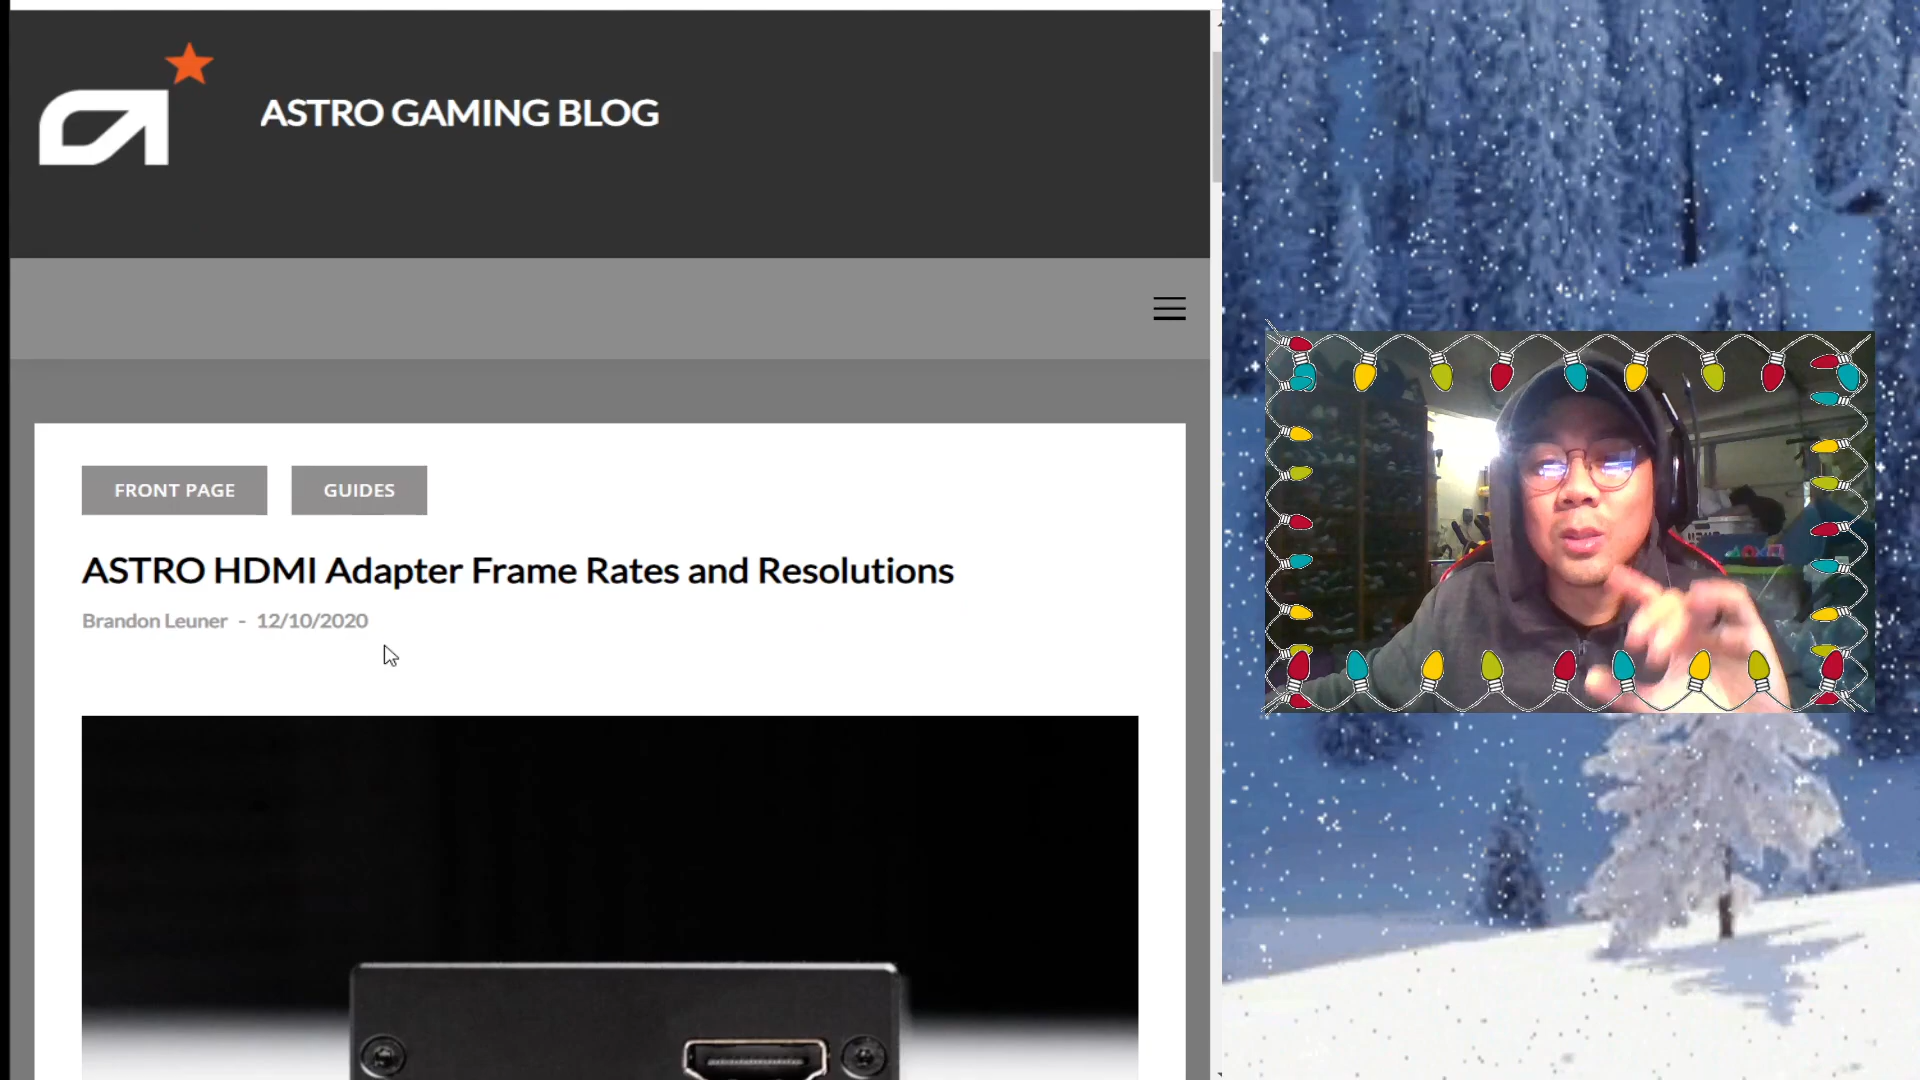 ASTRO GAMING BLOG
FRONT PAGE
GUIDES
ASTRO HDMI Adapter Frame Rates and Resolutions
Brandon Leuner - 12/10/2020